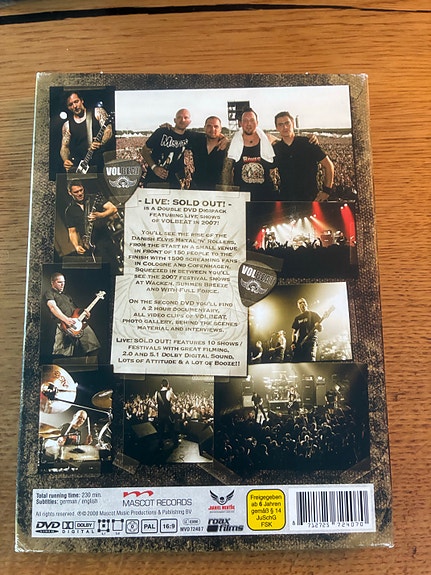 - LIVE: SOLD OUT! -
IS A DOUBLE DVD DIGIPACK
FEATURING LIVE SHOWS
OF VOLBEAT IN 2007!
YOU'LL SEE THE RISE OF THE
DANISH ELVIS METAL 'N' ROLLERS,
FROM THE START IN A SMALL VENUE
IN FRONT OF 150 PEOPLE TO THE
FINISH WITH 1500 SCREAMING FANS
IN COLOGNE AND COPENHAGEN.
SQUEEZED IN BETWEEN YOU'LL
SEE THE 2007 FESTIVAL SHOWS
AT WACKEN, SUMMER BREEZE
AND WITH FULL FORCE.
ON THE SECOND DVD YOU'LL FIND
A 2 HOUR DOCUMENTARY,
ALL VIDEO CLIPS OF VOLBEAT,
PHOTO GALLERY, BEHIND THE SCENES
MATERIAL AND INTERVIEWS.
LIVE: SOLD OUT! FEATURES 10 SHOWS /
FESTIVALS WITH GREAT FILMING,
2.0 AND 5.1 DOLBY DIGITAL SOUND,
LOTS OF ATTITUDE & A LOT OF BOOZE!!
VOLBEAT
VOLBEAT
Total running time: 230 min.
Subtitles: german / english
All rights reserved. ℗©2008 Mascot Music Productions & Publishing BV
MASCOT RECORDS
roax
films
Freigegeben
ab 6 Jahren
gemäß § 14
JuSchG
FSK
DVD
DOLBY
DIGITAL
PAL
16:9